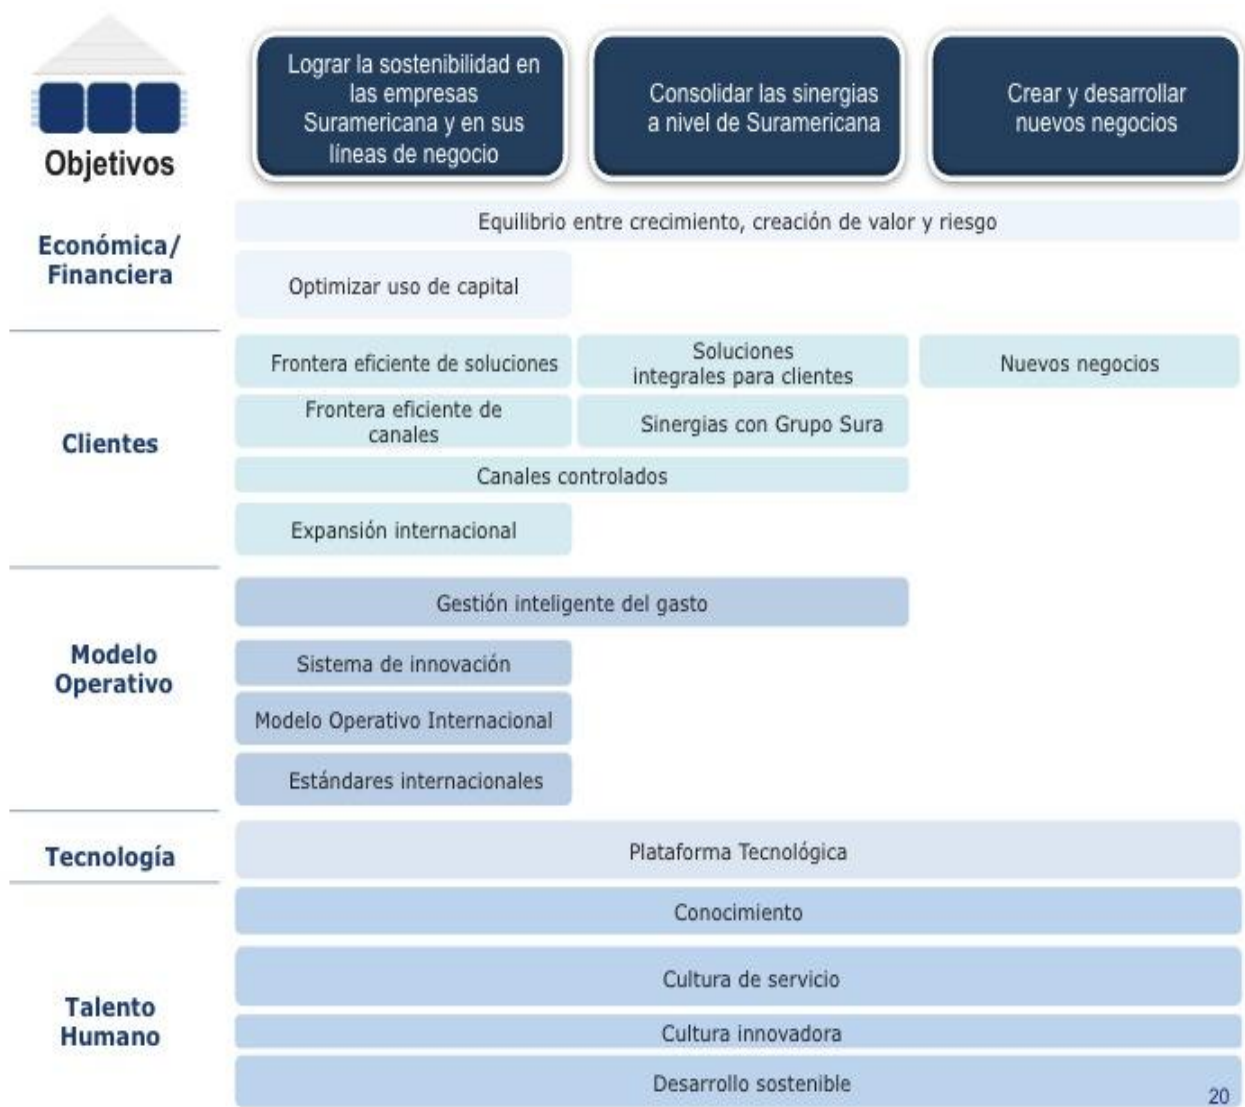 Objetivos
Lograr la sostenibilidad en
las empresas
Suramericana y en sus
líneas de negocio
Consolidar las sinergias
a nivel de Suramericana
Crear y desarrollar
nuevos negocios
Económica/
Financiera
Equilibrio entre crecimiento, creación de valor y riesgo
Optimizar uso de capital
Clientes
Frontera eficiente de soluciones
Soluciones
integrales para clientes
Nuevos negocios
Frontera eficiente de
canales
Sinergias con Grupo Sura
Canales controlados
Expansión internacional
Modelo
Operativo
Gestión inteligente del gasto
Sistema de innovación
Modelo Operativo Internacional
Estándares internacionales
Tecnología
Plataforma Tecnológica
Talento
Humano
Conocimiento
Cultura de servicio
Cultura innovadora
Desarrollo sostenible
20